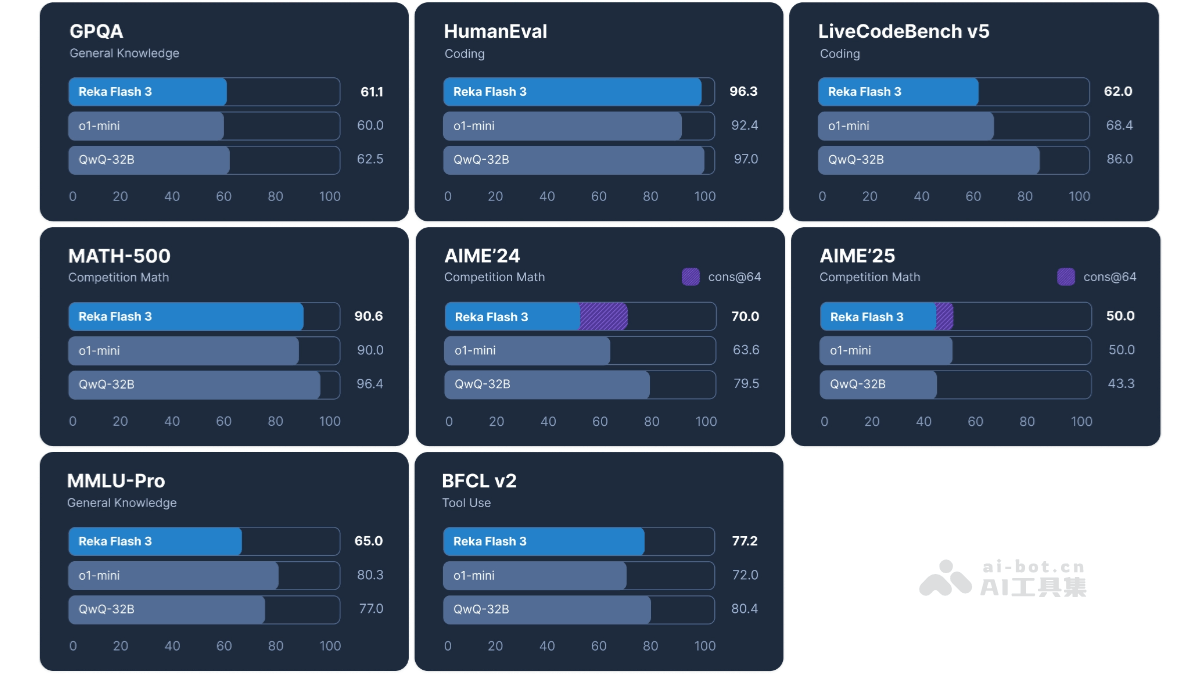 GPQA
General Knowledge
Reka Flash 3 61.1
o1-mini 60.0
QwQ-32B 62.5
0 20 40 60 80 100
HumanEval
Coding
Reka Flash 3 96.3
o1-mini 92.4
QwQ-32B 97.0
0 20 40 60 80 100
LiveCodeBench v5
Coding
Reka Flash 3 62.0
o1-mini 68.4
QwQ-32B 86.0
0 20 40 60 80 100
MATH-500
Competition Math
Reka Flash 3 90.6
o1-mini 90.0
QwQ-32B 96.4
0 20 40 60 80 100
AIME’24
Competition Math
cons@64
Reka Flash 3 70.0
o1-mini 63.6
QwQ-32B 79.5
0 20 40 60 80 100
AIME’25
Competition Math
cons@64
Reka Flash 3 50.0
o1-mini 50.0
QwQ-32B 43.3
0 20 40 60 80 100
MMLU-Pro
General Knowledge
Reka Flash 3 65.0
o1-mini 80.3
QwQ-32B 77.0
0 20 40 60 80 100
BFCL v2
Tool Use
Reka Flash 3 77.2
o1-mini 72.0
QwQ-32B 80.4
0 20 40 60 80 100
ai-bot.cn
AI工具集